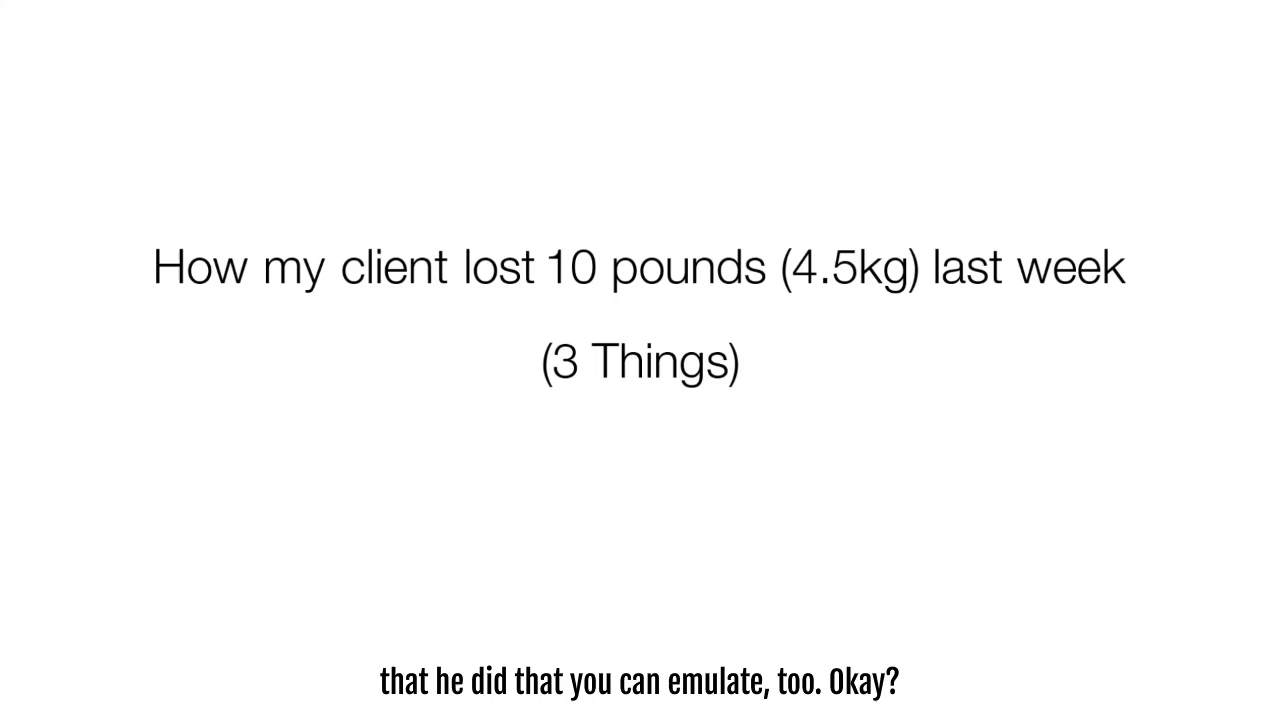 How my client lost 10 pounds (4.5kg) last week
(3 Things)
that he did that you can emulate, too. Okay?